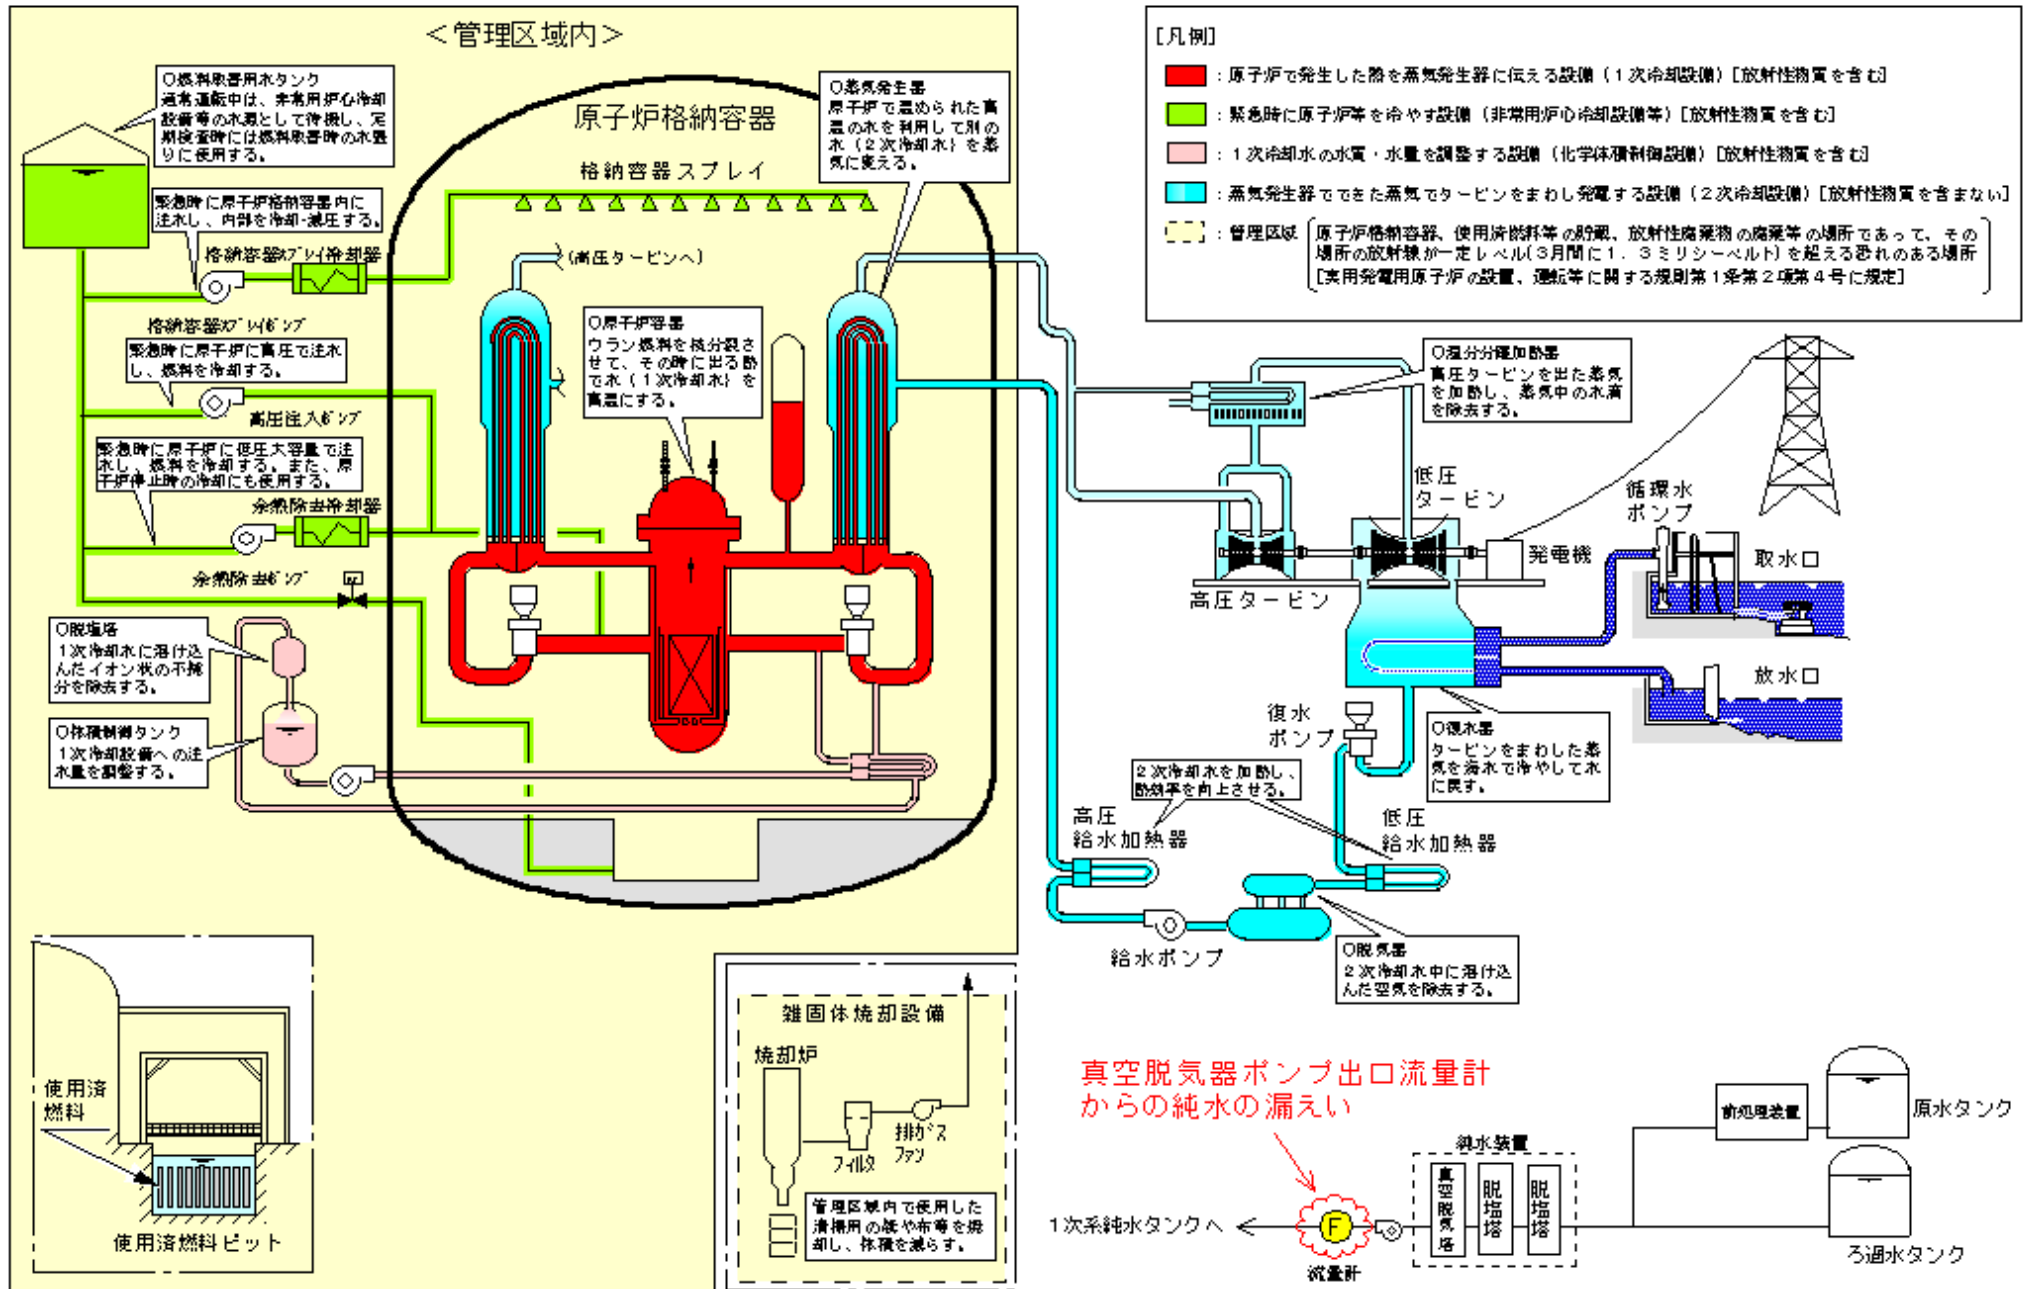 ＜管理区域内＞
○燃料取替用水タンク
通常運転中は、非常用炉心冷却
設備等の水源として待機し、定
期検査時には燃料取替時の水張
りに使用する。
緊急時に原子炉格納容器内に
注水し、内部を冷却・減圧する。
格納容器ｽﾌﾟﾚｲ冷却器
格納容器ｽﾌﾟﾚｲﾎﾟﾝﾌﾟ
緊急時に原子炉に高圧で注水
し、燃料を冷却する。
高圧注入ﾎﾟﾝﾌﾟ
緊急時に原子炉に低圧大容量で注
水し、燃料を冷却する。また、原
子炉停止時の冷却にも使用する。
余熱除去冷却器
余熱除去ﾎﾟﾝﾌﾟ
○脱塩塔
１次冷却水に溶け込
んだイオン状の不純
分を除去する。
○体積制御タンク
１次冷却設備への注
水量を調整する。
原子炉格納容器
格納容器スプレイ
(高圧タービンへ)
○蒸気発生器
原子炉で温められた高
温の水を利用して別の
水（２次冷却水）を蒸
気に変える。
○原子炉容器
ウラン燃料を核分裂さ
せて、その時に出る熱
で水（１次冷却水）を
高温にする。
[凡例]
：原子炉で発生した熱を蒸気発生器に伝える設備（１次冷却設備）[放射性物質を含む]
：緊急時に原子炉等を冷やす設備（非常用炉心冷却設備等）[放射性物質を含む]
：１次冷却水の水質・水量を調整する設備（化学体積制御設備）[放射性物質を含む]
：蒸気発生器でできた蒸気でタービンをまわし発電する設備（２次冷却設備）[放射性物質を含まない]
：管理区域
原子炉格納容器、使用済燃料等の貯蔵、放射性廃棄物の廃棄等の場所であって、その
場所の放射線が一定レベル(３月間に１．３ミリシーベルト)を超える恐れのある場所
[実用発電用原子炉の設置、運転等に関する規則第１条第２項第４号に規定]
○湿分分離加熱器
高圧タービンを出た蒸気
を加熱し、蒸気中の水滴
を除去する。
低圧
タービン
高圧タービン
発電機
循環水
ポンプ
取水口
放水口
復水
ポンプ
○復水器
タービンをまわした蒸
気を海水で冷やして水
に戻す。
２次冷却水を加熱し、
熱効率を向上させる。
高圧
給水加熱器
低圧
給水加熱器
給水ポンプ
○脱気器
２次冷却水中に溶け込
んだ空気を除去する。
使用済
燃料
使用済燃料ピット
雑固体焼却設備
焼却炉
フィルタ
排ｶﾞｽ
ファン
管理区域内で使用した
清掃用の紙や布等を焼
却し、体積を減らす。
真空脱気器ポンプ出口流量計
からの純水の漏えい
前処理装置
原水タンク
純水装置
真空脱気塔
脱塩塔
脱塩塔
１次系純水タンクへ
F
流量計
ろ過水タンク